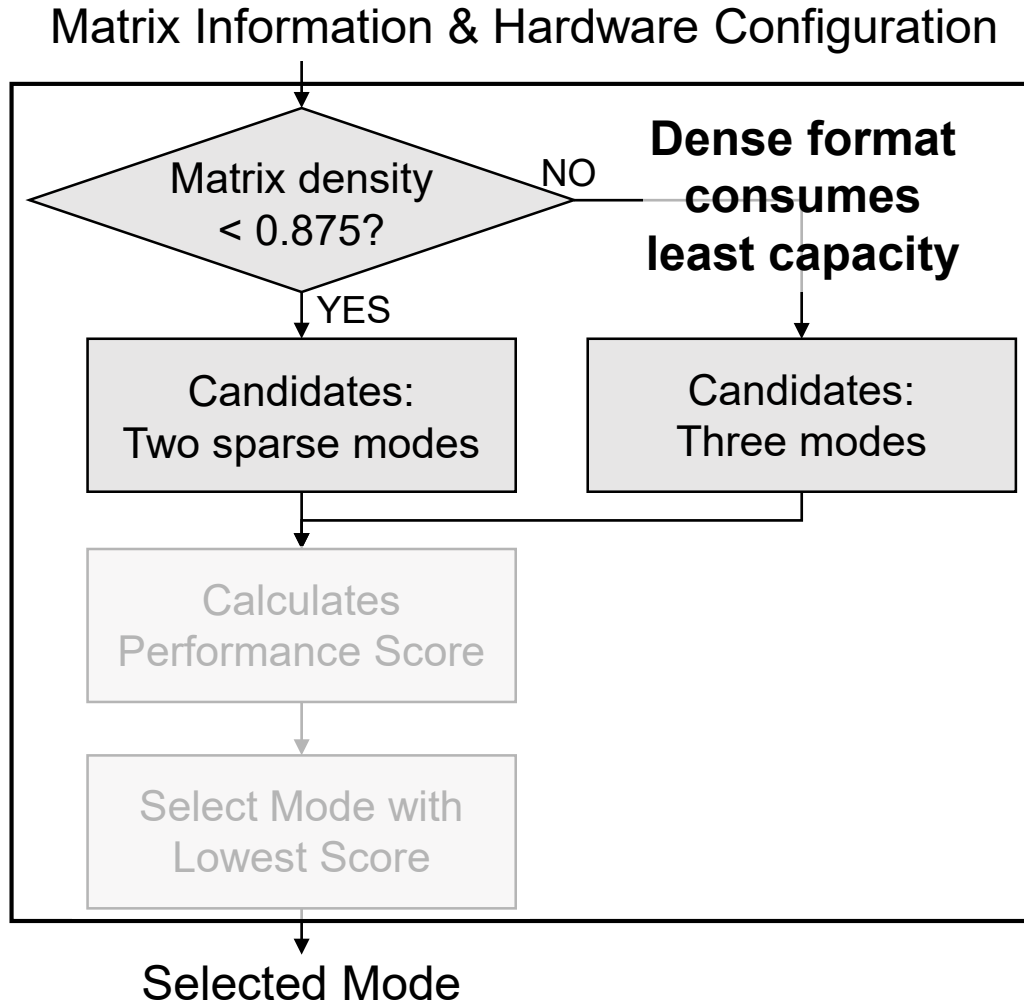 Matrix Information & Hardware Configuration
Matrix density
< 0.875?
NO
Dense format
consumes
least capacity
YES
Candidates:
Two sparse modes
Candidates:
Three modes
Calculates
Performance Score
Select Mode with
Lowest Score
Selected Mode